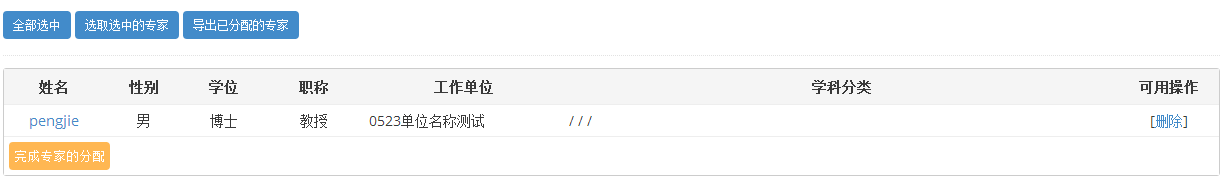 全部选中 选取选中的专家 导出已分配的专家
姓名 性别 学位 职称 工作单位 学科分类 可用操作
pengjie 男 博士 教授 0523单位名称测试 / / / [删除]
完成专家的分配